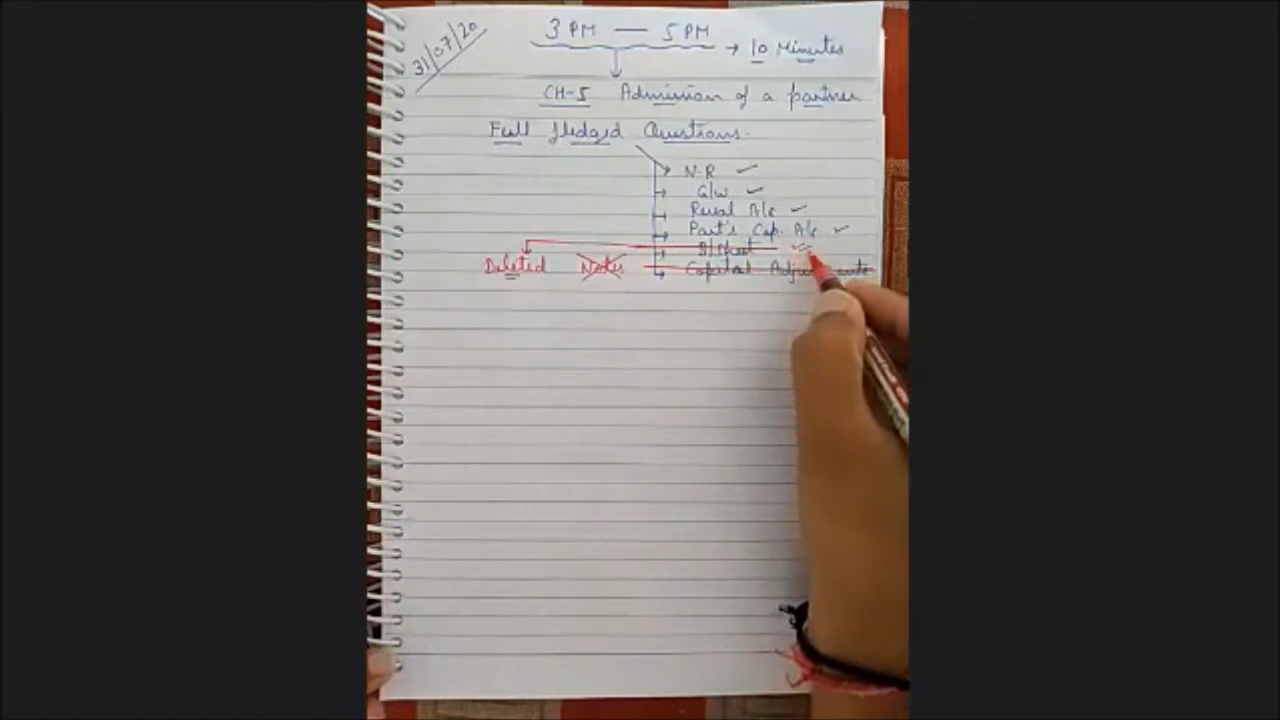 31/07/20
3 PM — 5 PM → 10 Minutes
CH-5 Admission of a partner
Full fledged Questions.
N-R ✓
G/w ✓
Reval A/c ✓
Part's Cap. A/c ✓
B/Sheet
Deleted Notes Capital Adjustments